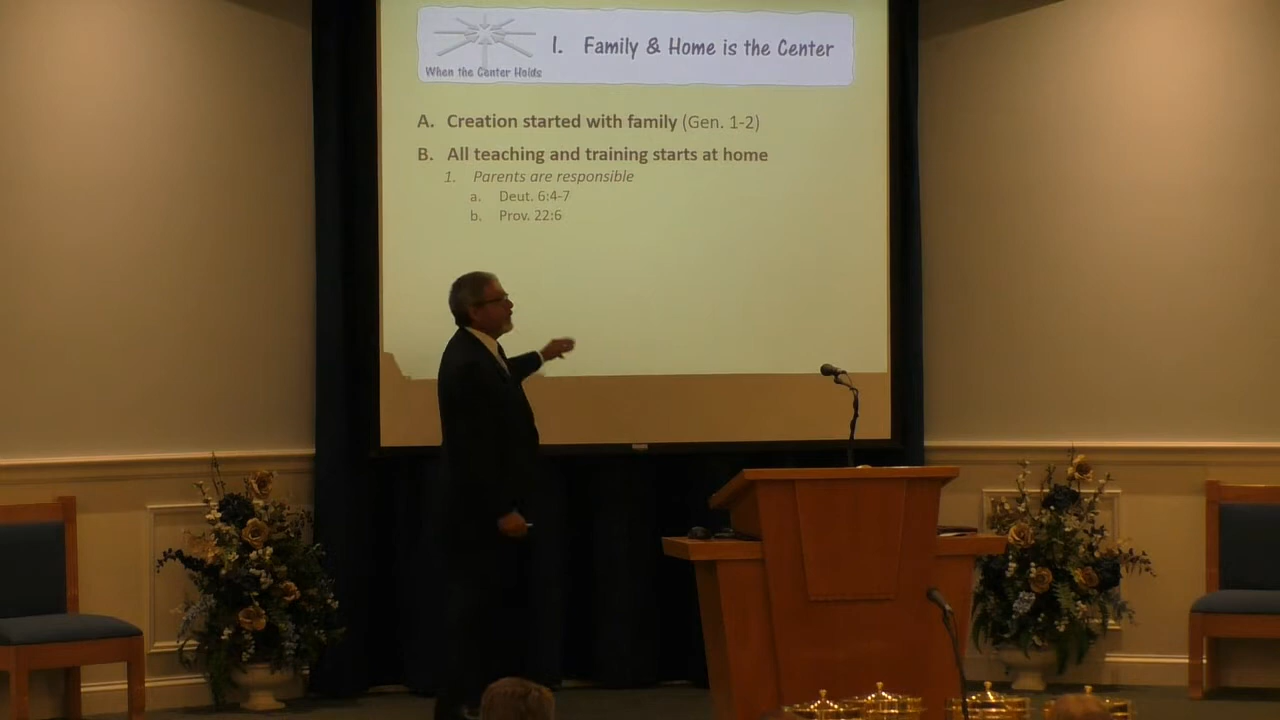 I. Family & Home is the Center
When the Center Holds
A. Creation started with family (Gen. 1-2)
B. All teaching and training starts at home
1. Parents are responsible
a. Deut. 6:4-7
b. Prov. 22:6